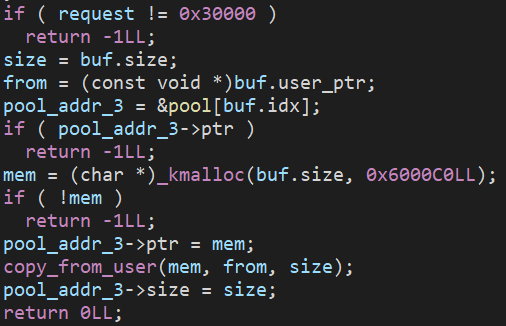 if ( request != 0x30000 )
  return -1LL;
size = buf.size;
from = (const void *)buf.user_ptr;
pool_addr_3 = &pool[buf.idx];
if ( pool_addr_3->ptr )
  return -1LL;
mem = (char *)_kmalloc(buf.size, 0x6000C0LL);
if ( !mem )
  return -1LL;
pool_addr_3->ptr = mem;
copy_from_user(mem, from, size);
pool_addr_3->size = size;
return 0LL;